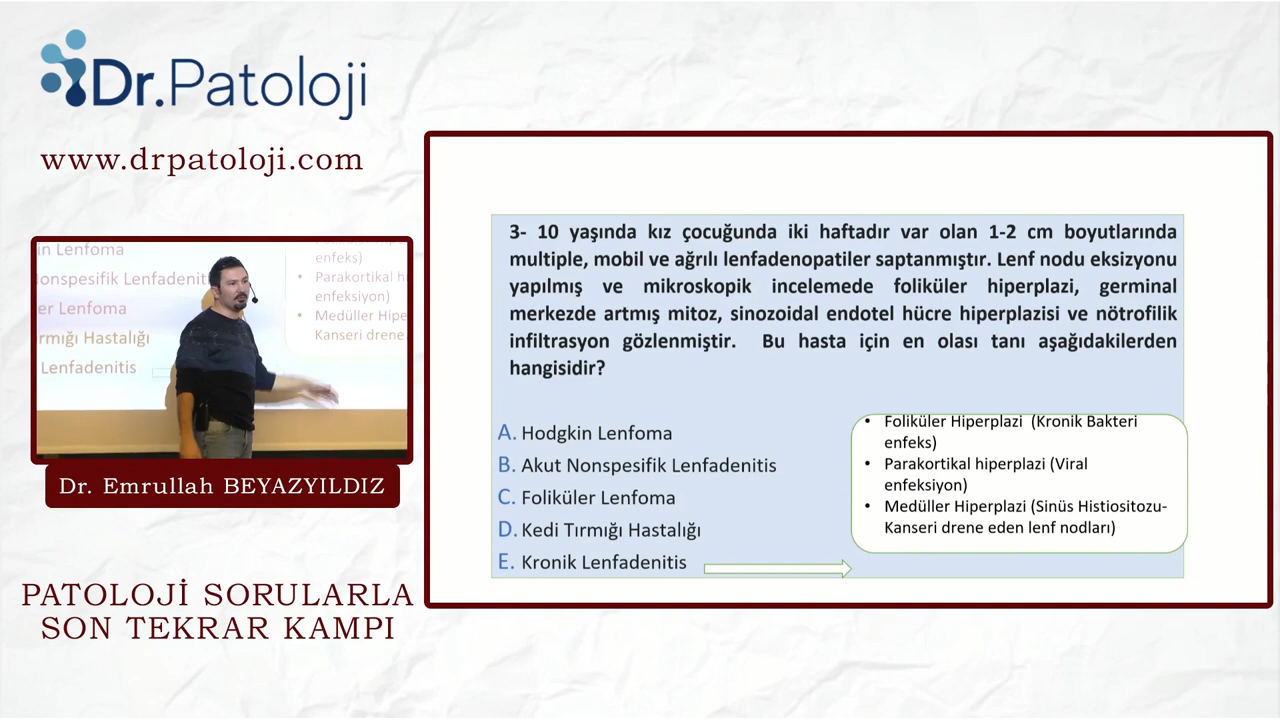 Dr.Patoloji
www.drpatoloji.com
in Lenfoma
Nonspesifik Lenfadenit
er Lenfoma
rmığı Hastalığı
Lenfadenitis
enfeks)
• Parakortikal h
enfeksiyon)
• Medüller Hipe
Kanseri drene
Dr. Emrullah BEYAZYILDIZ
PATOLOJİ SORULARLA
SON TEKRAR KAMPI
3- 10 yaşında kız çocuğunda iki haftadır var olan 1-2 cm boyutlarında
multiple, mobil ve ağrılı lenfadenopatiler saptanmıştır. Lenf nodu eksizyonu
yapılmış ve mikroskopik incelemede foliküler hiperplazi, germinal
merkezde artmış mitoz, sinozoidal endotel hücre hiperplazisi ve nötrofilik
infiltrasyon gözlenmiştir. Bu hasta için en olası tanı aşağıdakilerden
hangisidir?
A. Hodgkin Lenfoma
B. Akut Nonspesifik Lenfadenitis
C. Foliküler Lenfoma
D. Kedi Tırmığı Hastalığı
E. Kronik Lenfadenitis
• Foliküler Hiperplazi (Kronik Bakteri
enfeks)
• Parakortikal hiperplazi (Viral
enfeksiyon)
• Medüller Hiperplazi (Sinüs Histiositozu-
Kanseri drene eden lenf nodları)